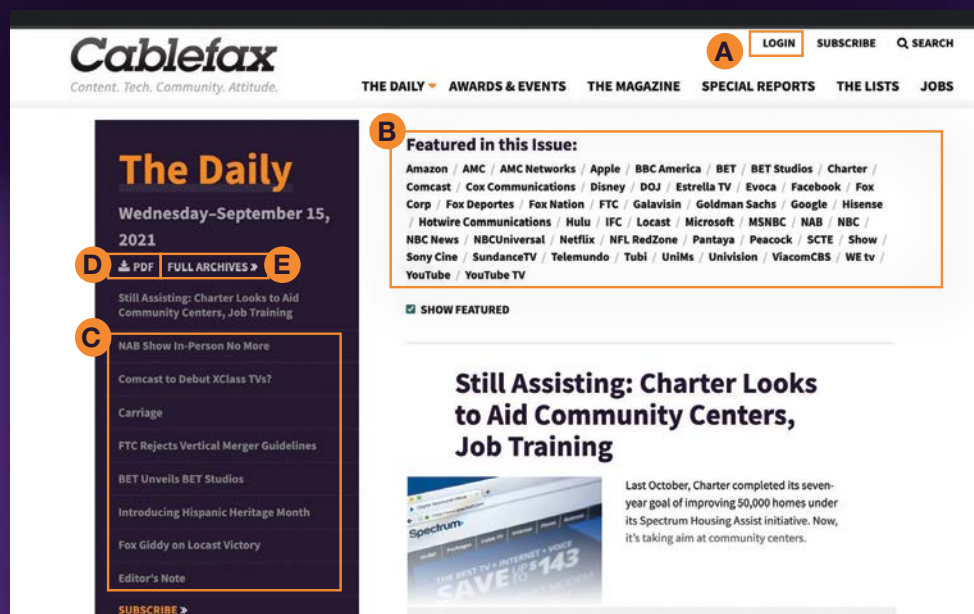 Cablefax
Content. Tech. Community. Attitude.
A
LOGIN SUBSCRIBE SEARCH
THE DAILY AWARDS & EVENTS THE MAGAZINE SPECIAL REPORTS THE LISTS JOBS
The Daily
Wednesday–September 15,
2021
D PDF FULL ARCHIVES » E
Still Assisting: Charter Looks to Aid
Community Centers, Job Training
C
NAB Show In-Person No More
Comcast to Debut XClass TVs?
Carriage
FTC Rejects Vertical Merger Guidelines
BET Unveils BET Studios
Introducing Hispanic Heritage Month
Fox Giddy on Locast Victory
Editor's Note
SUBSCRIBE »
B
Featured in this Issue:
Amazon / AMC / AMC Networks / Apple / BBC America / BET / BET Studios / Charter /
Comcast / Cox Communications / Disney / DOJ / Estrella TV / Evoca / Facebook / Fox
Corp / Fox Deportes / Fox Nation / FTC / Galavisin / Goldman Sachs / Google / Hisense
/ Hotwire Communications / Hulu / IFC / Locast / Microsoft / MSNBC / NAB / NBC /
NBC News / NBCUniversal / Netflix / NFL RedZone / Pantaya / Peacock / SCTE / Show /
Sony Cine / SundanceTV / Telemundo / Tubi / UniMs / Univision / ViacomCBS / WE tv /
YouTube / YouTube TV
SHOW FEATURED
Still Assisting: Charter Looks
to Aid Community Centers,
Job Training
Spectrum
THE BEST TV + INTERNET + VOICE
SAVE UP TO $143
Last October, Charter completed its seven-
year goal of improving 50,000 homes under
its Spectrum Housing Assist initiative. Now,
it's taking aim at community centers.